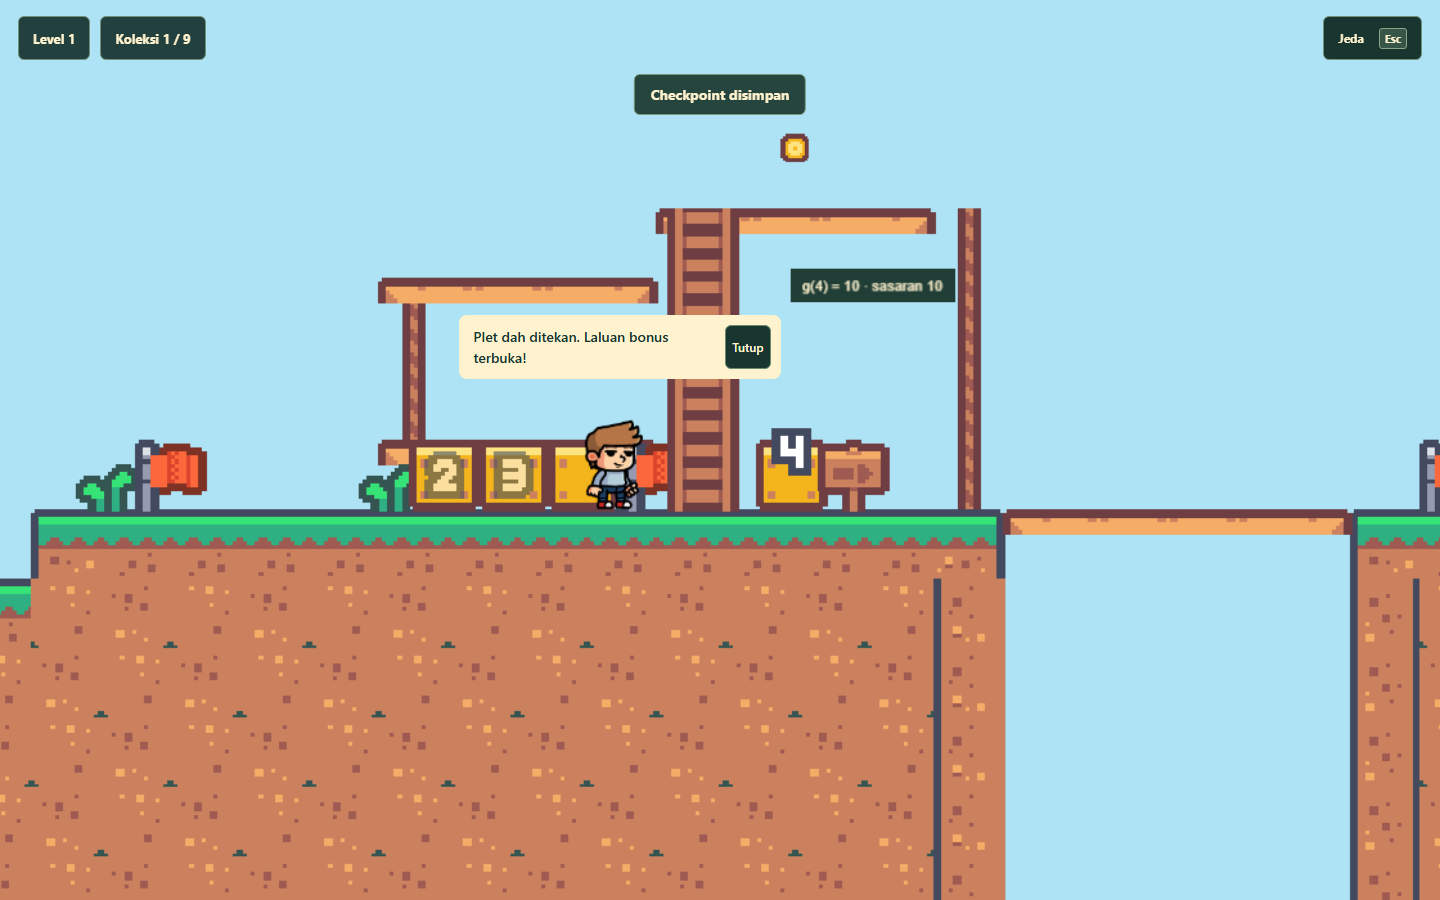 Level 1
Koleksi 1 / 9
Jeda Esc
Checkpoint disimpan
g(4) = 10 · sasaran 10
Plet dah ditekan. Laluan bonus
terbuka!
Tutup
2 3
4